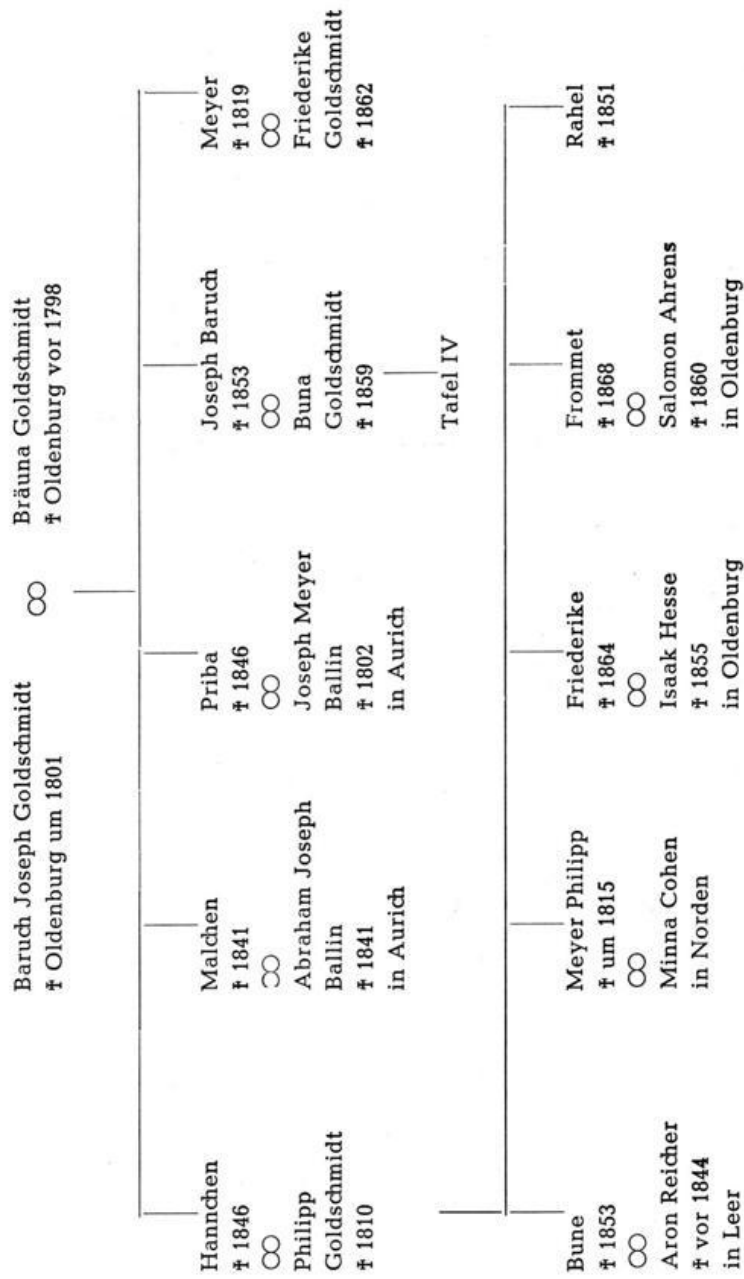 Baruch Joseph Goldschmidt
✝ Oldenburg um 1801
∞
Bräuna Goldschmidt
✝ Oldenburg vor 1798
Hannchen
✝ 1846
∞
Philipp
Goldschmidt
✝ 1810
Malchen
✝ 1841
∞
Abraham Joseph
Ballin
✝ 1841
in Aurich
Priba
✝ 1846
∞
Joseph Meyer
Ballin
✝ 1802
in Aurich
Joseph Baruch
✝ 1853
∞
Buna
Goldschmidt
✝ 1859
Tafel IV
Meyer
✝ 1819
∞
Friederike
Goldschmidt
✝ 1862
Bune
✝ 1853
∞
Aron Reicher
✝ vor 1844
in Leer
Meyer Philipp
✝ um 1815
∞
Minna Cohen
in Norden
Friederike
✝ 1864
∞
Isaak Hesse
✝ 1855
in Oldenburg
Frommet
✝ 1868
∞
Salomon Ahrens
✝ 1860
in Oldenburg
Rahel
✝ 1851